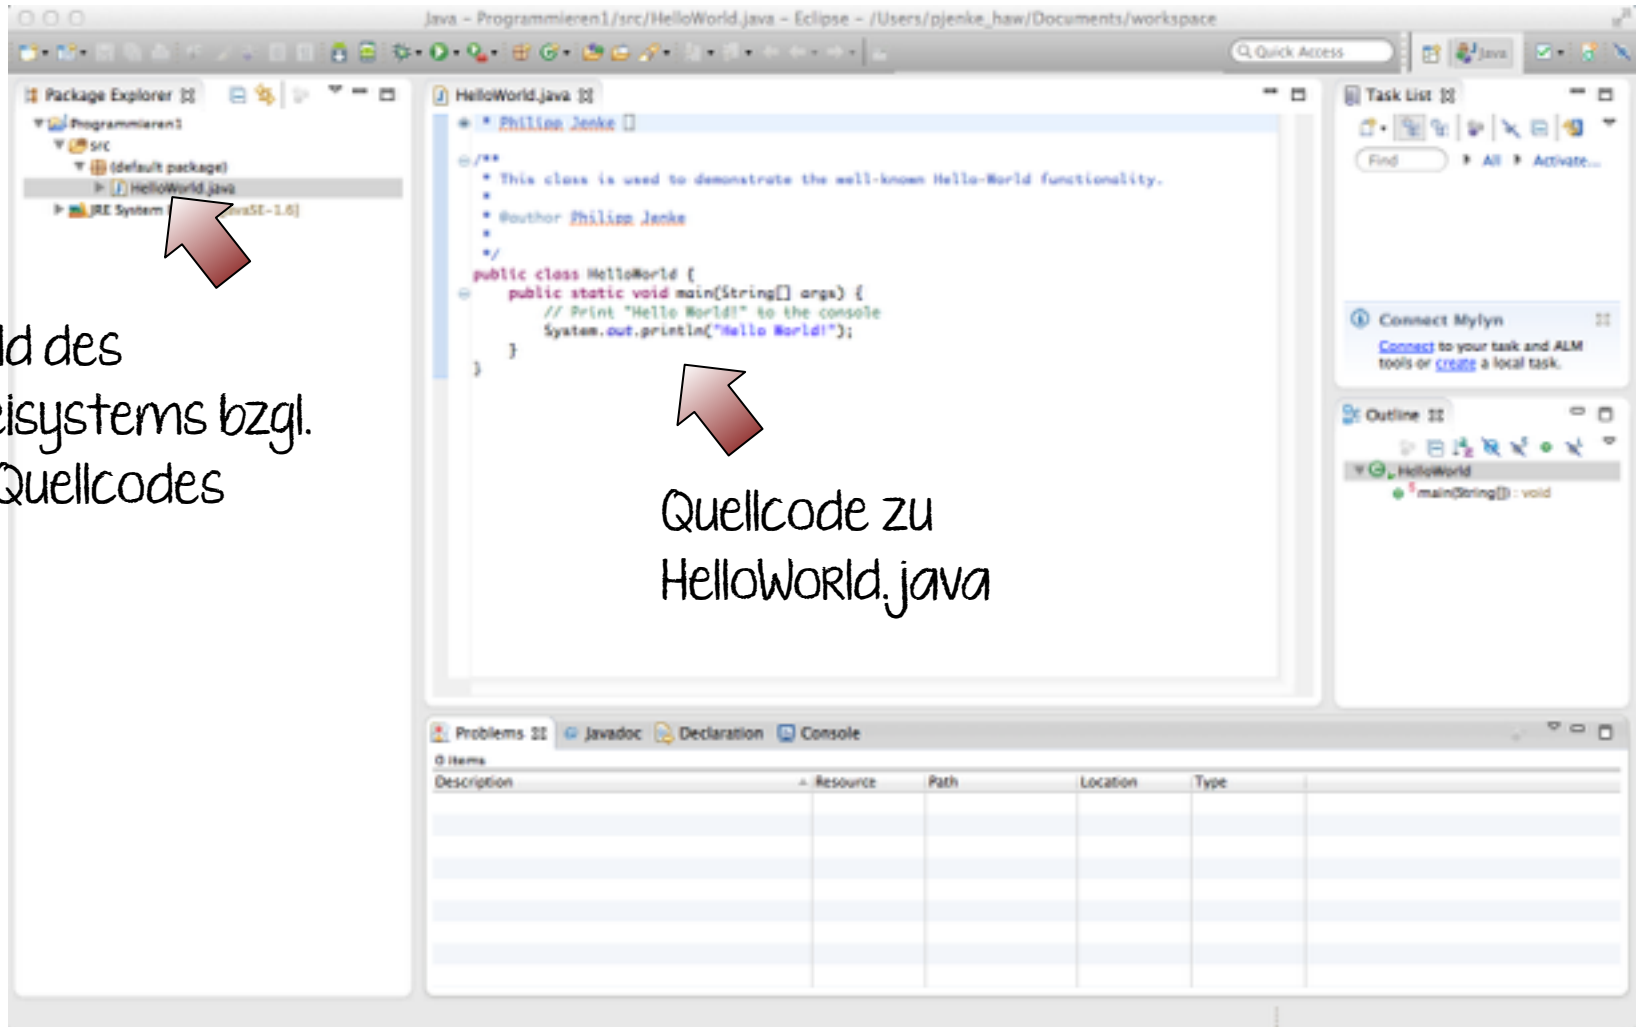 Java - Programmieren1/src/HelloWorld.java - Eclipse - /Users/pjenke_haw/Documents/workspace
Quick Access
Java
Package Explorer
Programmieren1
src
(default package)
HelloWorld.java
JRE System
avaSE-1.6]
ld des
eisystems bzgl.
Quellcodes
HelloWorld.java
* Philipp Jenke
/**
* This class is used to demonstrate the well-known Hello-World functionality.
*
* @author Philipp Jenke
*
*/
public class HelloWorld {
public static void main(String[] args) {
// Print "Hello World!" to the console
System.out.println("Hello World!");
}
}
Quellcode zu
HelloWorld.java
Task List
Find
All
Activate...
Connect Mylyn
Connect to your task and ALM
tools or create a local task.
Outline
HelloWorld
S main(String[]) : void
Problems
@ Javadoc
Declaration
Console
0 items
Description Resource Path Location Type